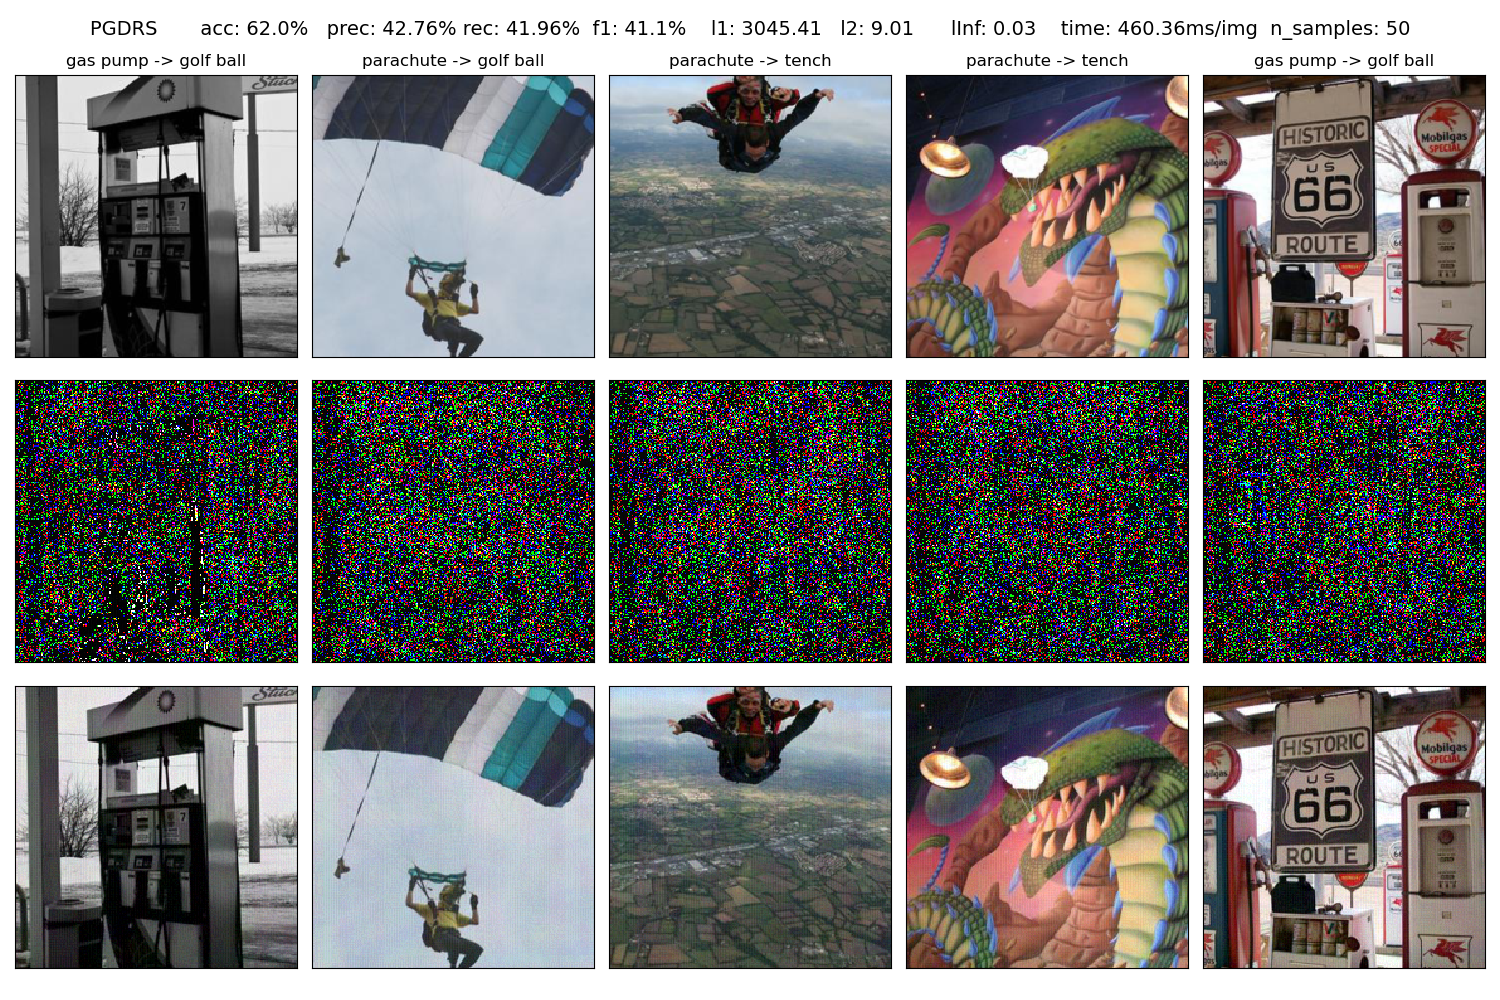 PGDRS acc: 62.0% prec: 42.76% rec: 41.96% f1: 41.1% l1: 3045.41 l2: 9.01 lInf: 0.03 time: 460.36ms/img n_samples: 50
gas pump -> golf ball
parachute -> golf ball
parachute -> tench
parachute -> tench
gas pump -> golf ball
7
HISTORIC
US
66
ROUTE
Mobilgas
SPECIAL
7
HISTORIC
US
66
ROUTE
Mobilgas
SPECIAL